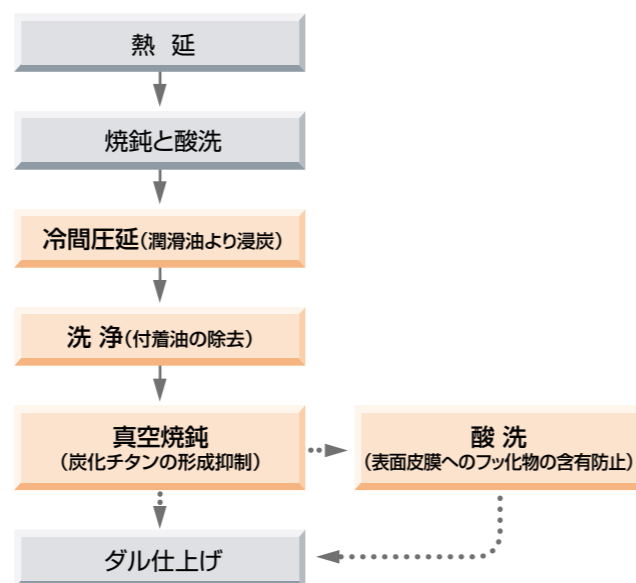 熱 延
焼鈍と酸洗
冷間圧延(潤滑油より浸炭)
洗 浄(付着油の除去)
真空焼鈍
(炭化チタンの形成抑制)
酸 洗
(表面皮膜へのフッ化物の含有防止)
ダル仕上げ